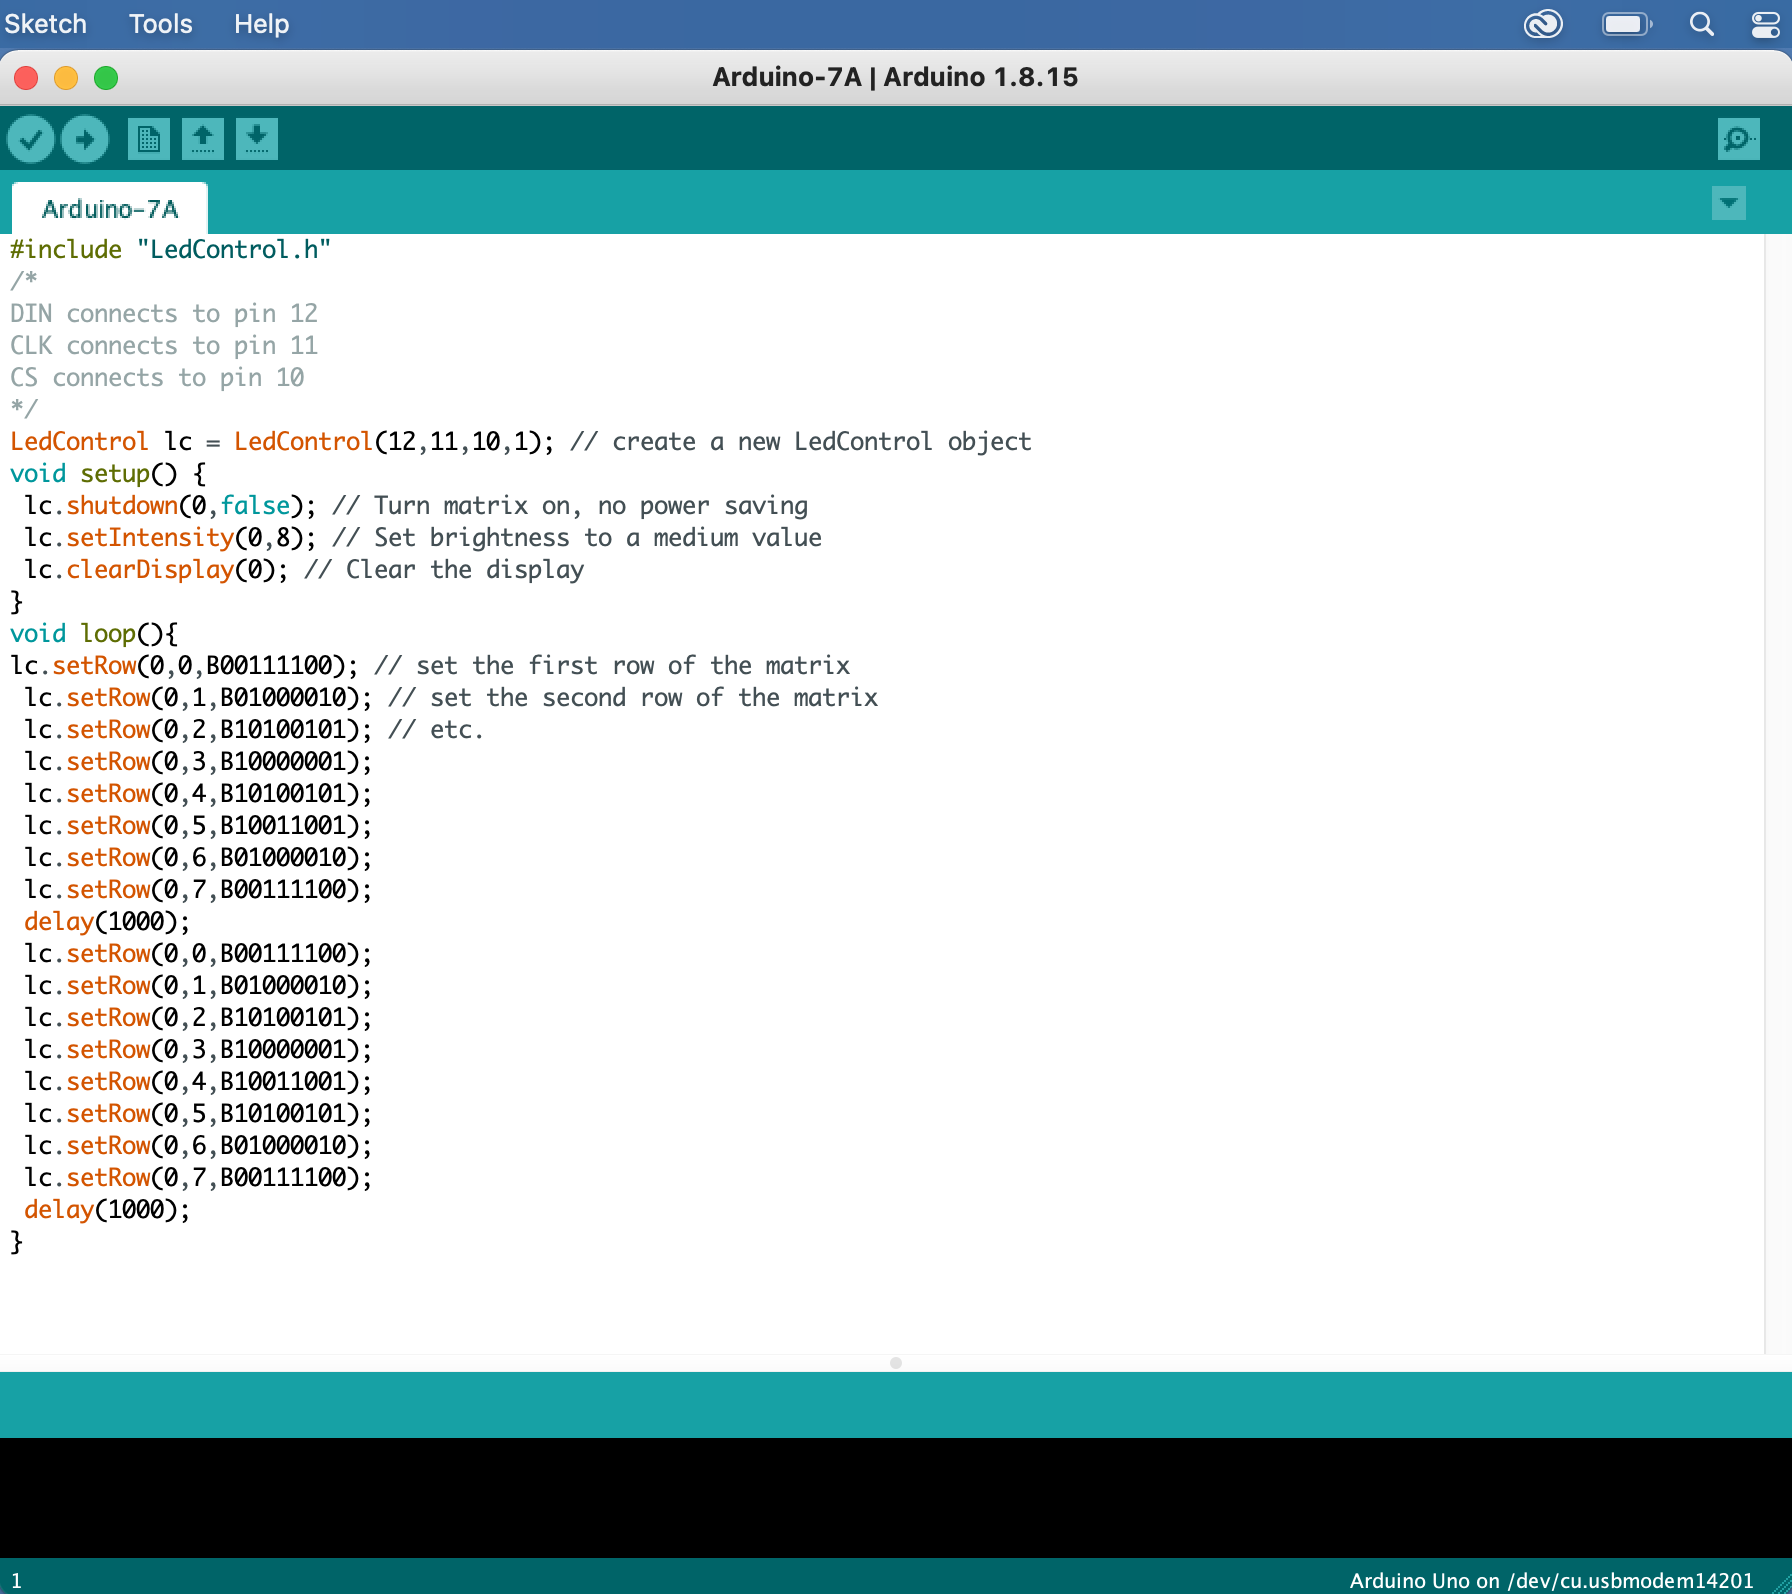 Sketch Tools Help
Arduino-7A | Arduino 1.8.15
Arduino-7A
#include "LedControl.h"
/*
DIN connects to pin 12
CLK connects to pin 11
CS connects to pin 10
*/
LedControl lc = LedControl(12,11,10,1); // create a new LedControl object
void setup() {
 lc.shutdown(0,false); // Turn matrix on, no power saving
 lc.setIntensity(0,8); // Set brightness to a medium value
 lc.clearDisplay(0); // Clear the display
}
void loop(){
lc.setRow(0,0,B00111100); // set the first row of the matrix
 lc.setRow(0,1,B01000010); // set the second row of the matrix
 lc.setRow(0,2,B10100101); // etc.
 lc.setRow(0,3,B10000001);
 lc.setRow(0,4,B10100101);
 lc.setRow(0,5,B10011001);
 lc.setRow(0,6,B01000010);
 lc.setRow(0,7,B00111100);
 delay(1000);
 lc.setRow(0,0,B00111100);
 lc.setRow(0,1,B01000010);
 lc.setRow(0,2,B10100101);
 lc.setRow(0,3,B10000001);
 lc.setRow(0,4,B10011001);
 lc.setRow(0,5,B10100101);
 lc.setRow(0,6,B01000010);
 lc.setRow(0,7,B00111100);
 delay(1000);
}
1 Arduino Uno on /dev/cu.usbmodem14201